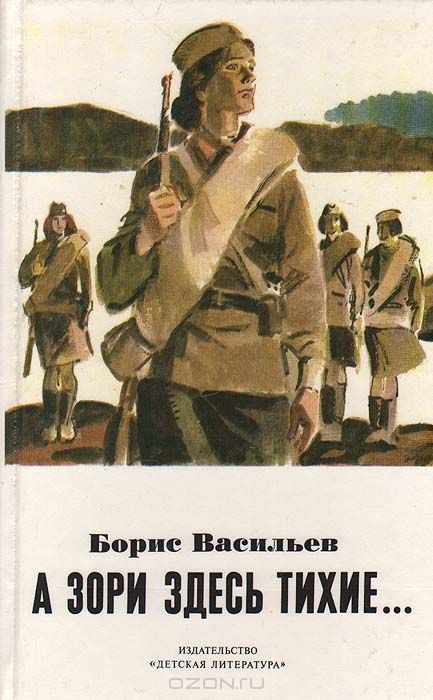 Борис Васильев
А ЗОРИ ЗДЕСЬ ТИХИЕ...
ИЗДАТЕЛЬСТВО
«ДЕТСКАЯ ЛИТЕРАТУРА»
OZON.RU